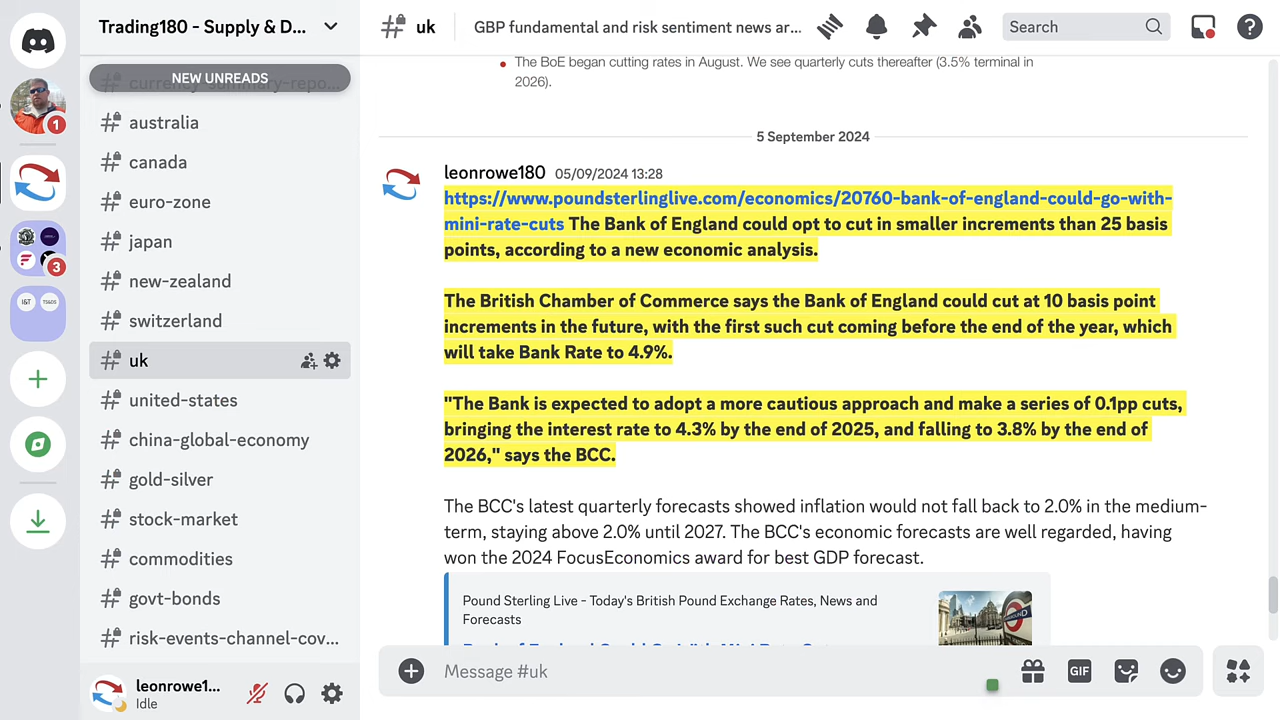 Trading180 - Supply & D...
NEW UNREADS
currency-summary-repo...
australia
canada
euro-zone
japan
new-zealand
switzerland
uk
united-states
china-global-economy
gold-silver
stock-market
commodities
govt-bonds
risk-events-channel-cov...
leonrowe1...
Idle
1
3
I&T
TS&DS
uk
GBP fundamental and risk sentiment news ar...
Search
The BoE began cutting rates in August. We see quarterly cuts thereafter (3.5% terminal in
2026).
5 September 2024
leonrowe180 05/09/2024 13:28
https://www.poundsterlinglive.com/economics/20760-bank-of-england-could-go-with-
mini-rate-cuts The Bank of England could opt to cut in smaller increments than 25 basis
points, according to a new economic analysis.
The British Chamber of Commerce says the Bank of England could cut at 10 basis point
increments in the future, with the first such cut coming before the end of the year, which
will take Bank Rate to 4.9%.
"The Bank is expected to adopt a more cautious approach and make a series of 0.1pp cuts,
bringing the interest rate to 4.3% by the end of 2025, and falling to 3.8% by the end of
2026," says the BCC.
The BCC's latest quarterly forecasts showed inflation would not fall back to 2.0% in the medium-
term, staying above 2.0% until 2027. The BCC's economic forecasts are well regarded, having
won the 2024 FocusEconomics award for best GDP forecast.
Pound Sterling Live - Today's British Pound Exchange Rates, News and
Forecasts
Message #uk
GIF